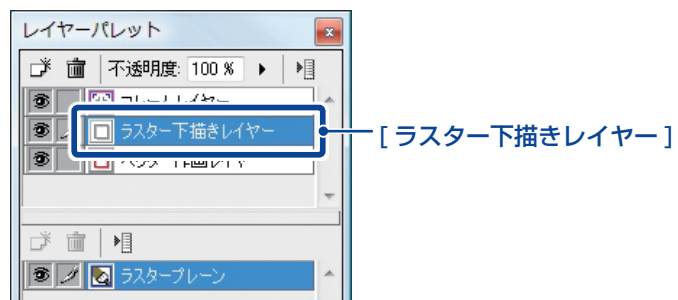 レイヤーパレット
不透明度: 100 %
ラスター下描きレイヤー
[ ラスター下描きレイヤー ]
ラスタープレーン